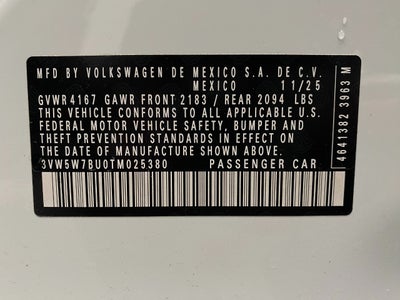 MFD BY VOLKSWAGEN DE MEXICO S.A. DE C.V.
MEXICO 11/25
GVWR 4167 GAWR FRONT 2183 / REAR 2094 LBS
THIS VEHICLE CONFORMS TO ALL APPLICABLE U.S.
FEDERAL MOTOR VEHICLE SAFETY, BUMPER AND
THEFT PREVENTION STANDARDS IN EFFECT ON
THE DATE OF MANUFACTURE SHOWN ABOVE.
3VW5W7BU0TM025380 PASSENGER CAR
4641382 3963 M